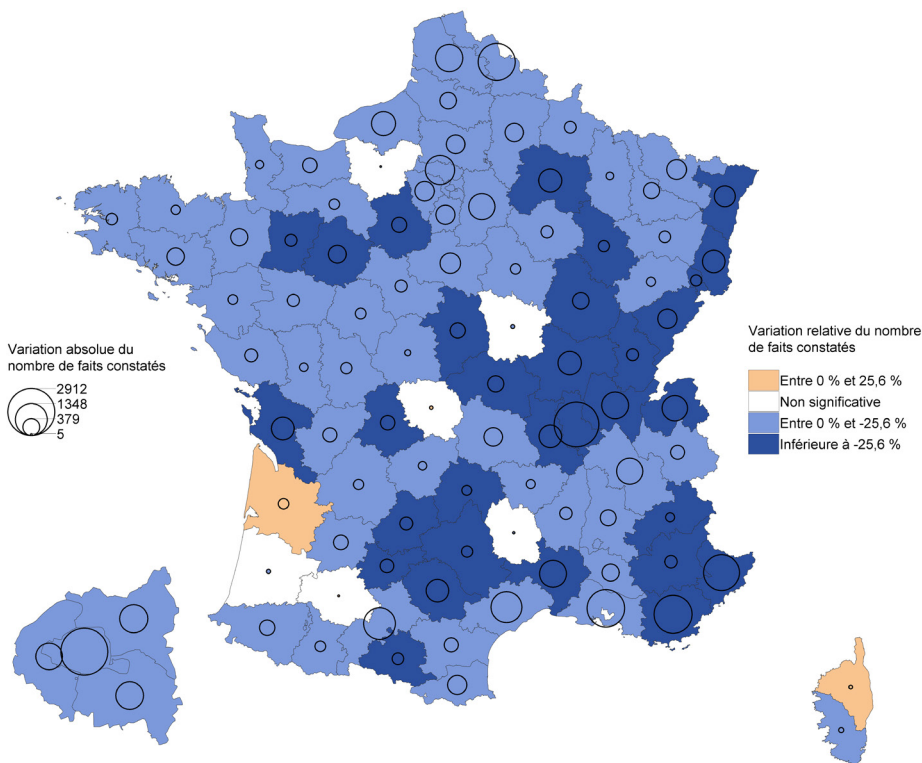 Variation absolue du
nombre de faits constatés
2912
1348
379
5
Variation relative du nombre
de faits constatés
Entre 0 % et 25,6 %
Non significative
Entre 0 % et -25,6 %
Inférieure à -25,6 %